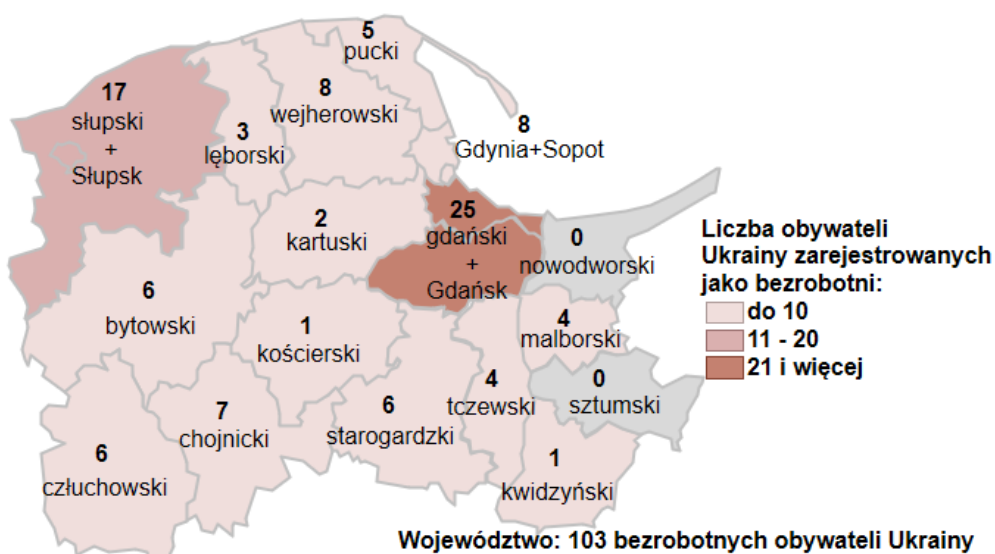 5
pucki
8
wejherowski
17
słupski
+
Słupsk
3
lęborski
8
Gdynia+Sopot
2
kartuski
25
gdański
+
Gdańsk
0
nowodworski
6
bytowski
1
kościerski
4
malborski
4
tczewski
0
sztumski
7
chojnicki
6
starogardzki
6
człuchowski
1
kwidzyński
Liczba obywateli
Ukrainy zarejestrowanych
jako bezrobotni:
do 10
11 - 20
21 i więcej
Województwo: 103 bezrobotnych obywateli Ukrainy